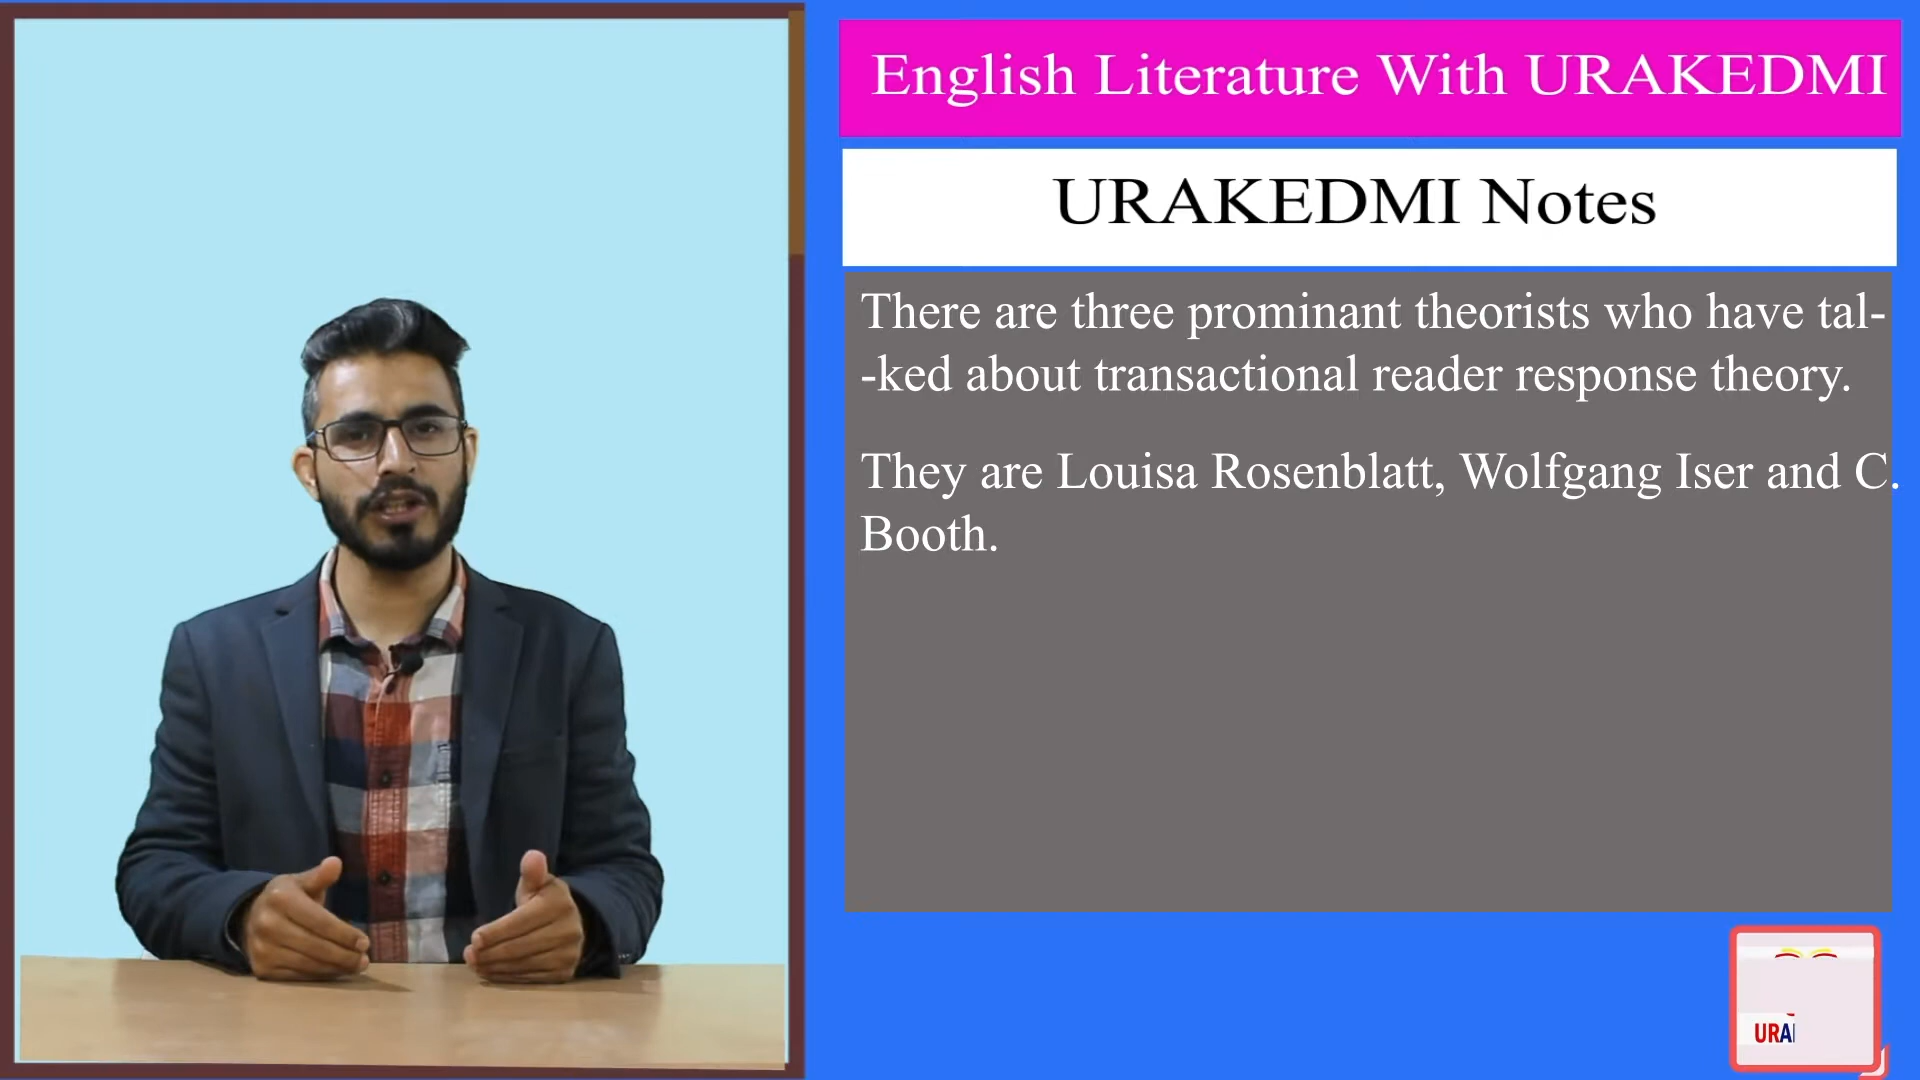 English Literature With URAKEDMI
URAKEDMI Notes
There are three prominant theorists who have tal-
-ked about transactional reader response theory.
They are Louisa Rosenblatt, Wolfgang Iser and C.
Booth.
URA